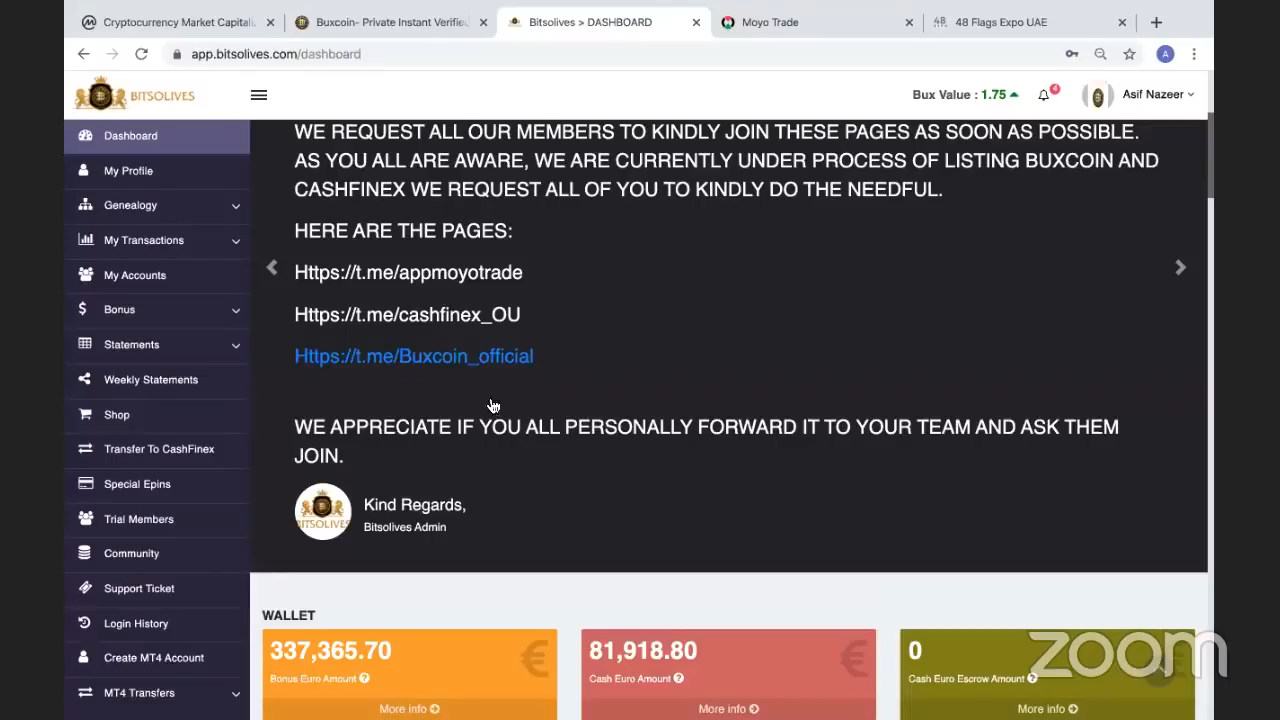 Cryptocurrency Market Capitali
Buxcoin- Private Instant Verified
Bitsolives > DASHBOARD
Moyo Trade
48 Flags Expo UAE
app.bitsolives.com/dashboard
A
BITSOLIVES
Bux Value : 1.75
4
Asif Nazeer
Dashboard
My Profile
Genealogy
My Transactions
My Accounts
Bonus
Statements
Weekly Statements
Shop
Transfer To CashFinex
Special Epins
Trial Members
Community
Support Ticket
Login History
Create MT4 Account
MT4 Transfers
WE REQUEST ALL OUR MEMBERS TO KINDLY JOIN THESE PAGES AS SOON AS POSSIBLE.
AS YOU ALL ARE AWARE, WE ARE CURRENTLY UNDER PROCESS OF LISTING BUXCOIN AND
CASHFINEX WE REQUEST ALL OF YOU TO KINDLY DO THE NEEDFUL.
HERE ARE THE PAGES:
Https://t.me/appmoyotrade
Https://t.me/cashfinex_OU
Https://t.me/Buxcoin_official
WE APPRECIATE IF YOU ALL PERSONALLY FORWARD IT TO YOUR TEAM AND ASK THEM
JOIN.
BITSOLIVES
Kind Regards,
Bitsolives Admin
WALLET
337,365.70
Bonus Euro Amount
More info
81,918.80
Cash Euro Amount
More info
0
Cash Euro Escrow Amount
More info
zoom